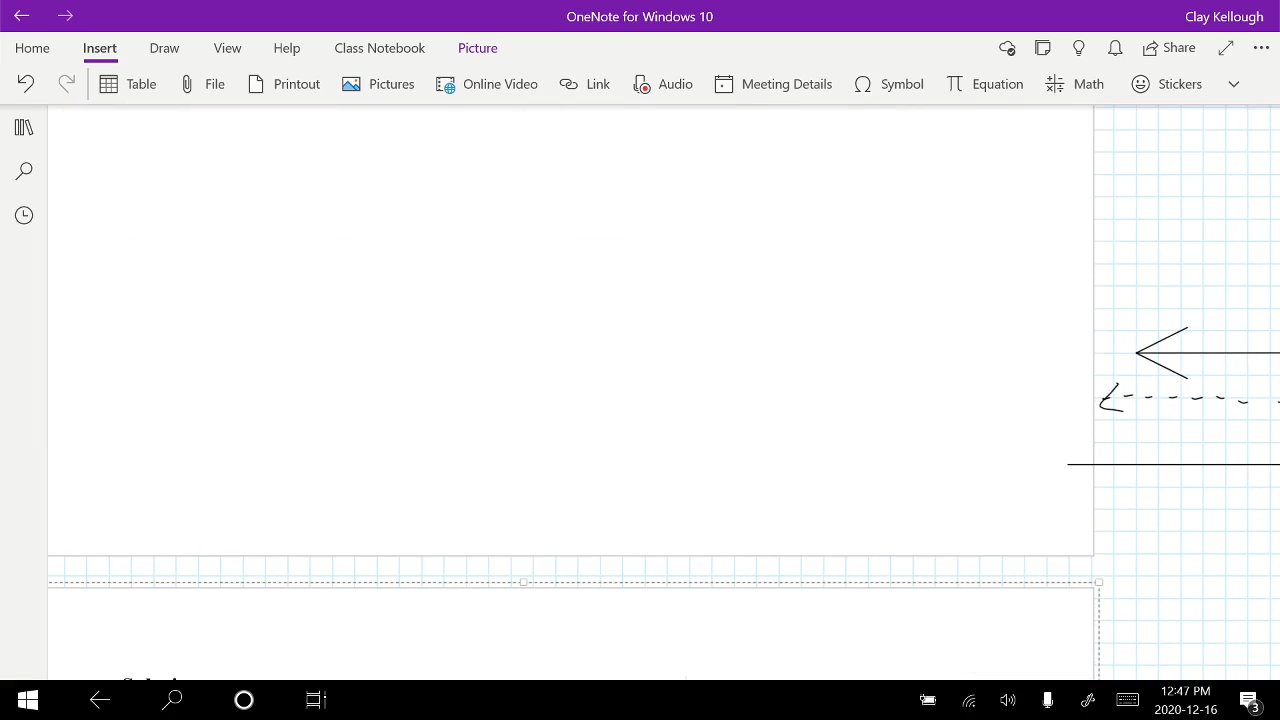 OneNote for Windows 10
Clay Kellough
Home Insert Draw View Help Class Notebook Picture
Share
Table File Printout Pictures Online Video Link Audio Meeting Details Symbol Equation Math Stickers
12:47 PM
2020-12-16
3